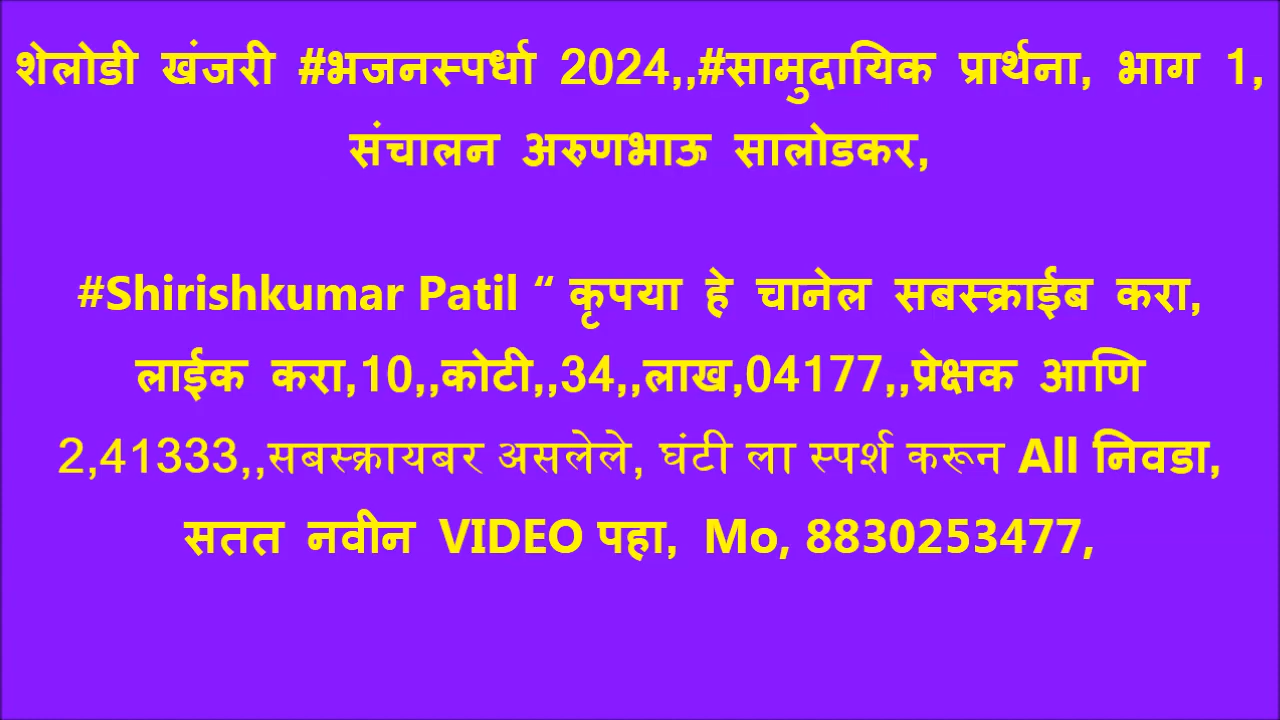 शेलोडी खंजरी #भजनस्पर्धा 2024,,#सामुदायिक प्रार्थना, भाग 1,
संचालन अरुणभाऊ सालोडकर,
#Shirishkumar Patil “ कृपया हे चानेल सबस्क्राईब करा,
लाईक करा,10,,कोटी,,34,,लाख,04177,,प्रेक्षक आणि
2,41333,,सबस्क्रायबर असलेले, घंटी ला स्पर्श करून All निवडा,
सतत नवीन VIDEO पहा, Mo, 8830253477,